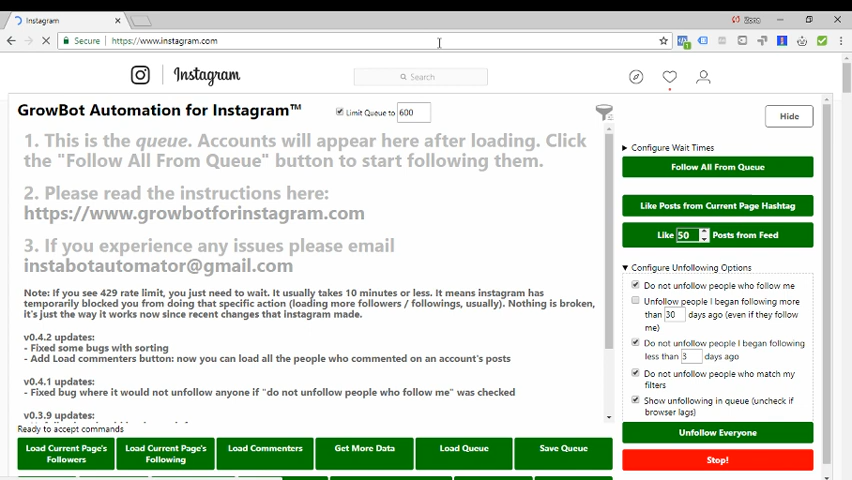 Instagram
Secure
https://www.instagram.com
Instagram
Search
GrowBot Automation for Instagram™
Limit Queue to 600
Hide
1. This is the queue. Accounts will appear here after loading. Click
the "Follow All From Queue" button to start following them.
2. Please read the instructions here:
https://www.growbotforinstagram.com
3. If you experience any issues please email
instabotautomator@gmail.com
Note: If you see 429 rate limit, you just need to wait. It usually takes 10 minutes or less. It means instagram has
temporarily blocked you from doing that specific action (loading more followers / followings, usually). Nothing is broken,
it's just the way it works now since recent changes that instagram made.
v0.4.2 updates:
- Fixed some bugs with sorting
- Add Load commenters button: now you can load all the people who commented on an account's posts
v0.4.1 updates:
- Fixed bug where it would not unfollow anyone if "do not unfollow people who follow me" was checked
v0.3.9 updates:
Ready to accept commands
Load Current Page's
Followers
Load Current Page's
Following
Load Commenters
Get More Data
Load Queue
Save Queue
Configure Wait Times
Follow All From Queue
Like Posts from Current Page Hashtag
Like 50 Posts from Feed
Configure Unfollowing Options
Do not unfollow people who follow me
Unfollow people I began following more
than 30 days ago (even if they follow
me)
Do not unfollow people I began following
less than 3 days ago
Do not unfollow people who match my
filters
Show unfollowing in queue (uncheck if
browser lags)
Unfollow Everyone
Stop!